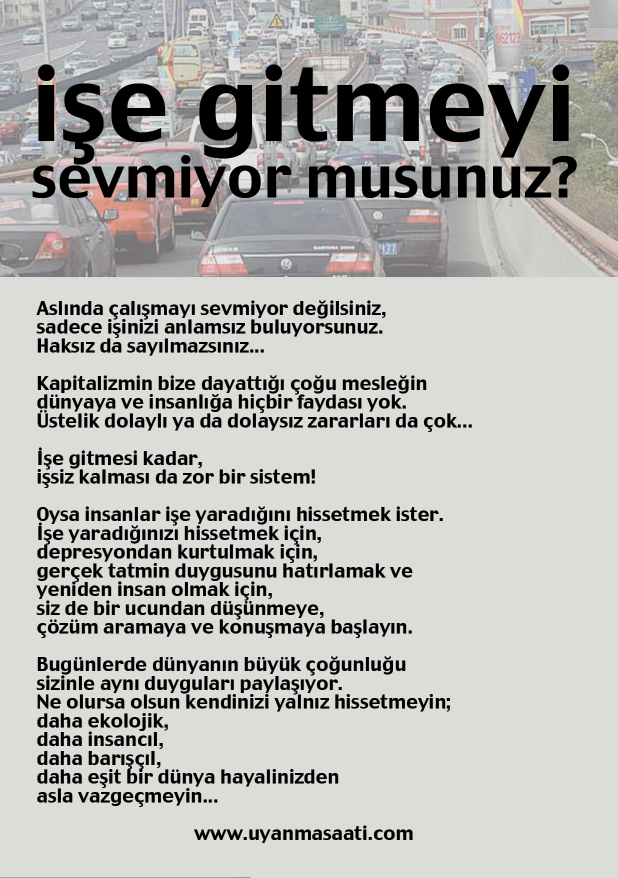 işe gitmeyi
sevmiyor musunuz?
Aslında çalışmayı sevmiyor değilsiniz,
sadece işinizi anlamsız buluyorsunuz.
Haksız da sayılmazsınız...
Kapitalizmin bize dayattığı çoğu mesleğin
dünyaya ve insanlığa hiçbir faydası yok.
Üstelik dolaylı ya da dolaysız zararları da çok...
İşe gitmesi kadar,
işsiz kalması da zor bir sistem!
Oysa insanlar işe yaradığını hissetmek ister.
İşe yaradığınızı hissetmek için,
depresyondan kurtulmak için,
gerçek tatmin duygusunu hatırlamak ve
yeniden insan olmak için,
siz de bir ucundan düşünmeye,
çözüm aramaya ve konuşmaya başlayın.
Bugünlerde dünyanın büyük çoğunluğu
sizinle aynı duyguları paylaşıyor.
Ne olursa olsun kendinizi yalnız hissetmeyin;
daha ekolojik,
daha insancıl,
daha barışçıl,
daha eşit bir dünya hayalinizden
asla vazgeçmeyin...
www.uyanmasaati.com